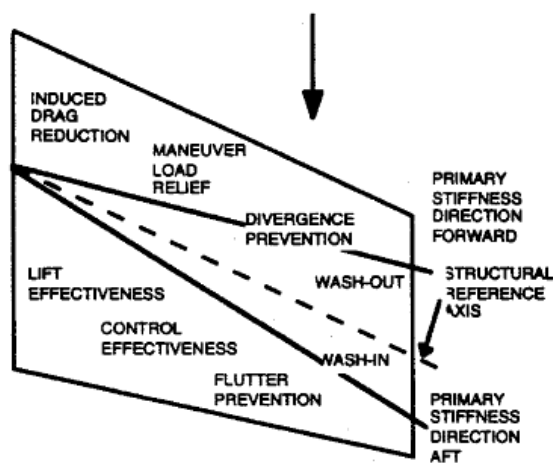 INDUCED
DRAG
REDUCTION
MANEUVER
LOAD
RELIEF
PRIMARY
STIFFNESS
DIRECTION
FORWARD
DIVERGENCE
PREVENTION
LIFT
EFFECTIVENESS
WASH-OUT
STRUCTURAL
REFERENCE
AXIS
CONTROL
EFFECTIVENESS
WASH-IN
FLUTTER
PREVENTION
PRIMARY
STIFFNESS
DIRECTION
AFT